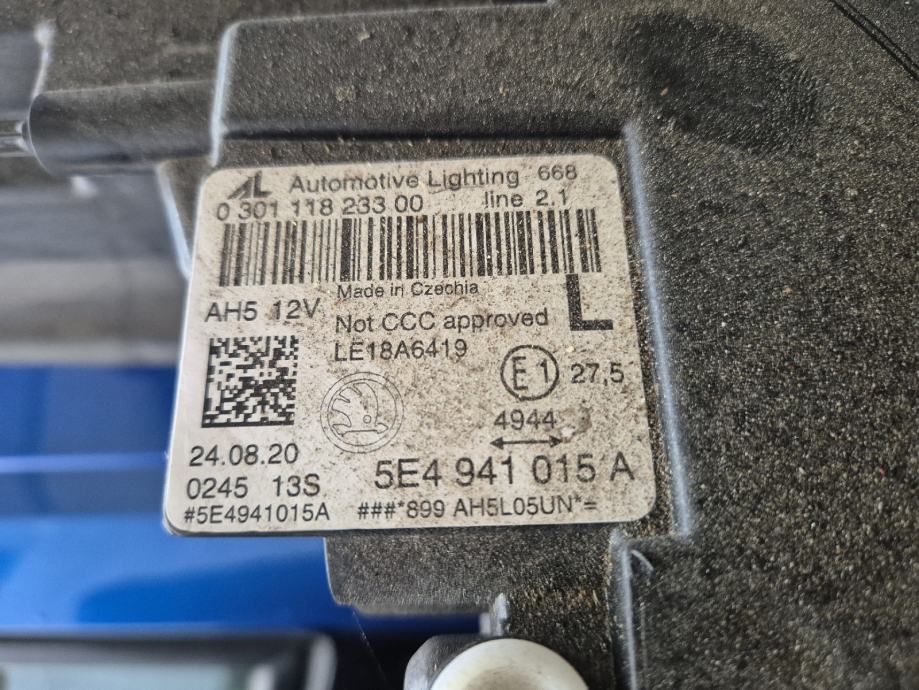 AL Automotive Lighting 668
0 301 118 233 00 line 2.1
Made in Czechia
AH5 12V
Not CCC approved L
LE18A6419
E1 27,5
4944
24.08.20
5E4 941 015 A
0245 13S
#5E4941015A ###*899 AH5L05UN*=